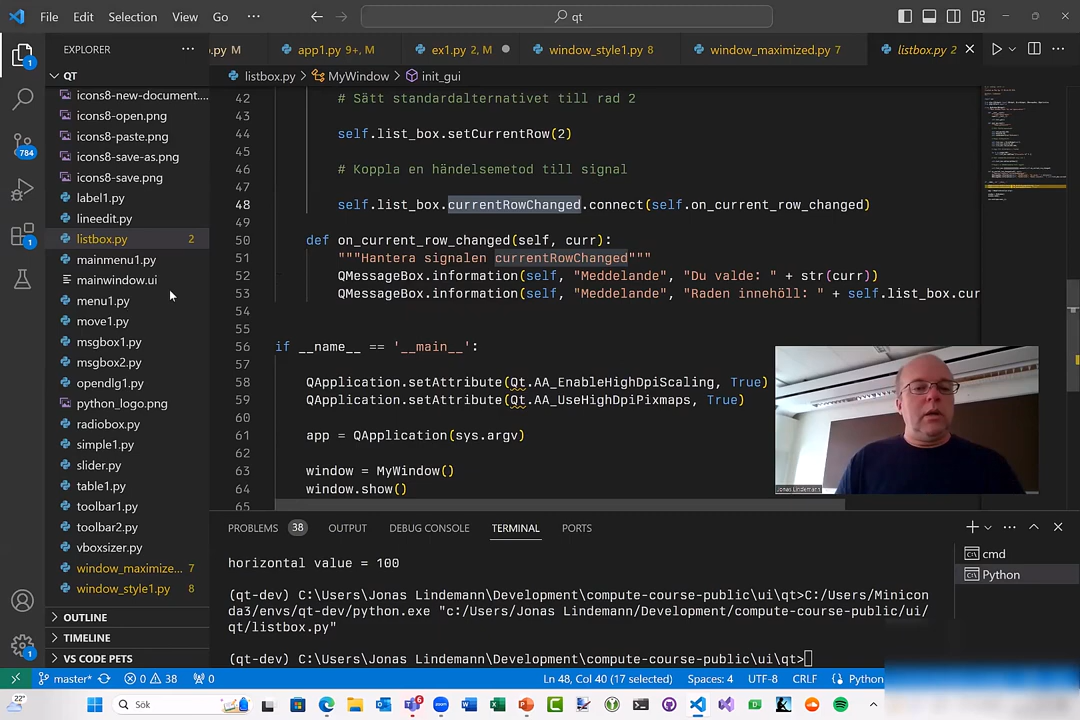 File Edit Selection View Go ··· qt
EXPLORER ···
.py M app1.py 9+, M ex1.py 2, M window_style1.py 8 window_maximized.py 7 listbox.py 2
listbox.py > MyWindow > init_gui
QT
icons8-new-document....
icons8-open.png
icons8-paste.png
icons8-save-as.png
icons8-save.png
label1.py
lineedit.py
listbox.py 2
mainmenu1.py
mainwindow.ui
menu1.py
move1.py
msgbox1.py
msgbox2.py
opendlg1.py
python_logo.png
radiobox.py
simple1.py
slider.py
table1.py
toolbar1.py
toolbar2.py
vboxsizer.py
window_maximize... 7
window_style1.py 8
OUTLINE
TIMELINE
VS CODE PETS
1
784
1
1
42 # Sätt standardalternativet till rad 2
43
44 self.list_box.setCurrentRow(2)
45
46 # Koppla en händelsemetod till signal
47
48 self.list_box.currentRowChanged.connect(self.on_current_row_changed)
49
50 def on_current_row_changed(self, curr):
51 """Hantera signalen currentRowChanged"""
52 QMessageBox.information(self, "Meddelande", "Du valde: " + str(curr))
53 QMessageBox.information(self, "Meddelande", "Raden innehöll: " + self.list_box.cur
54
55
56 if __name__ == '__main__':
57
58 QApplication.setAttribute(Qt.AA_EnableHighDpiScaling, True)
59 QApplication.setAttribute(Qt.AA_UseHighDpiPixmaps, True)
60
61 app = QApplication(sys.argv)
62
63 window = MyWindow()
64 window.show()
65
Jonas Lindemann
PROBLEMS 38 OUTPUT DEBUG CONSOLE TERMINAL PORTS
horizontal value = 100
(qt-dev) C:\Users\Jonas Lindemann\Development\compute-course-public\ui\qt>C:/Users/Minicon
da3/envs/qt-dev/python.exe "c:/Users/Jonas Lindemann/Development/compute-course-public/ui/
qt/listbox.py"
(qt-dev) C:\Users\Jonas Lindemann\Development\compute-course-public\ui\qt>
cmd
Python
master* 0 38 0 Ln 48, Col 40 (17 selected) Spaces: 4 UTF-8 CRLF Python
22° Sök